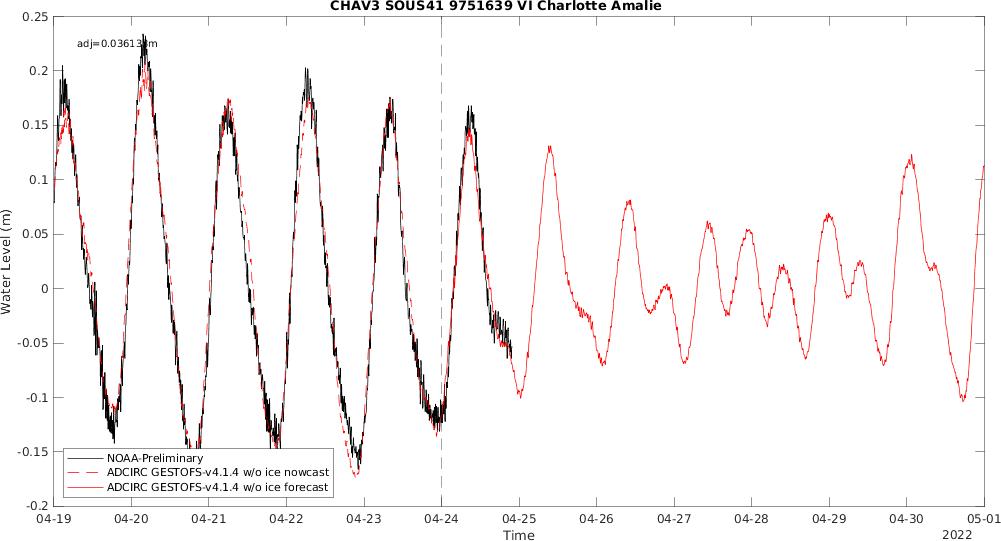 CHAV3 SOUS41 9751639 VI Charlotte Amalie
adj=0.036138m
Water Level (m)
0.25
0.2
0.15
0.1
0.05
0
-0.05
-0.1
-0.15
-0.2
NOAA-Preliminary
ADCIRC GESTOFS-v4.1.4 w/o ice nowcast
ADCIRC GESTOFS-v4.1.4 w/o ice forecast
04-19 04-20 04-21 04-22 04-23 04-24 04-25 04-26 04-27 04-28 04-29 04-30 05-01
Time
2022